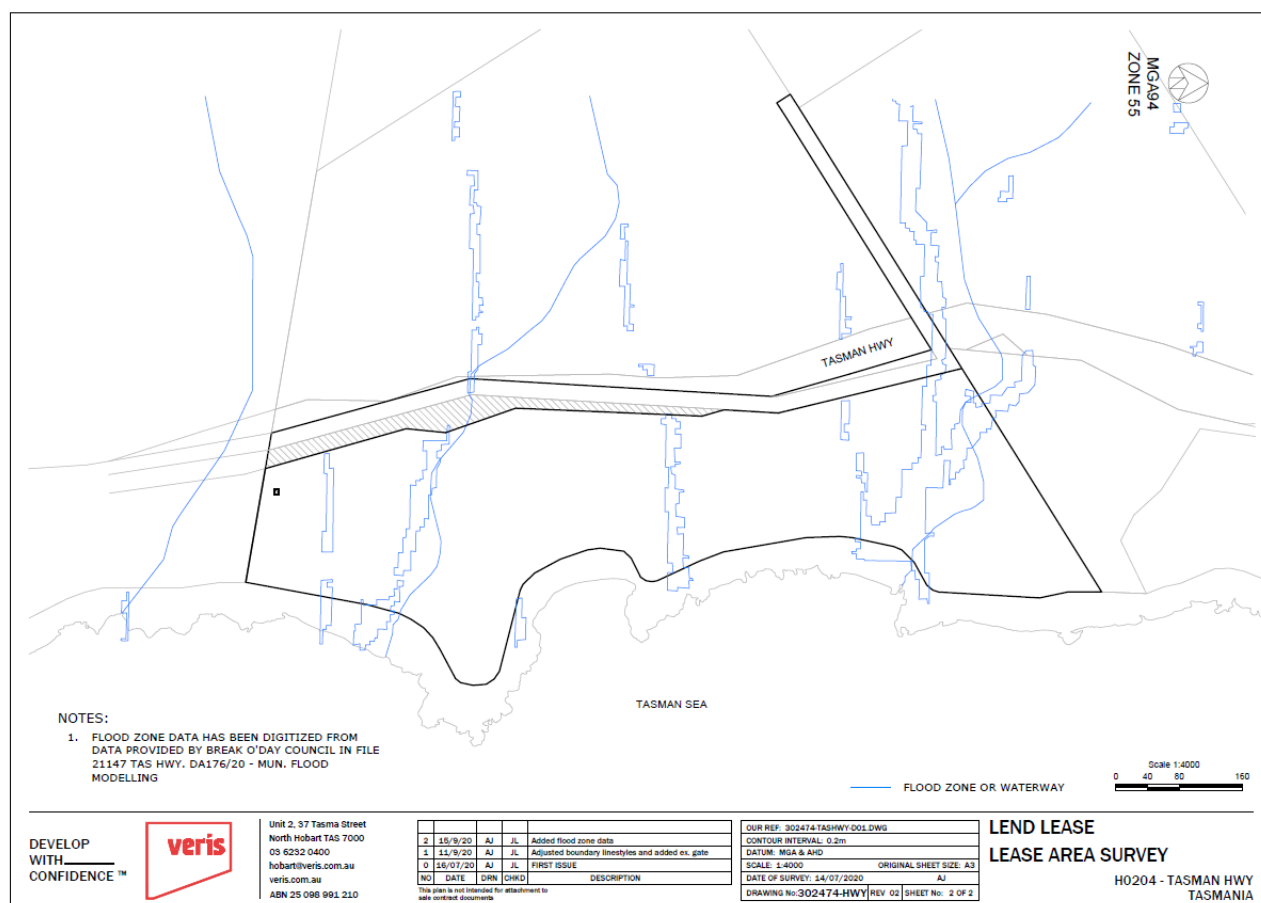 MGA94
ZONE 55
TASMAN HWY
TASMAN SEA
NOTES:
1. FLOOD ZONE DATA HAS BEEN DIGITIZED FROM
DATA PROVIDED BY BREAK O'DAY COUNCIL IN FILE
21147 TAS HWY. DA176/20 - MUN. FLOOD
MODELLING
FLOOD ZONE OR WATERWAY
Scale 1:4000
0 40 80 160
DEVELOP
WITH
CONFIDENCE ™
veris
Unit 2, 37 Tasma Street
North Hobart TAS 7000
03 6232 0400
hobart@veris.com.au
veris.com.au
ABN 25 098 991 210
2 15/9/20 AJ JL Added flood zone data
1 11/9/20 AJ JL Adjusted boundary linestyles and added ex. gate
0 16/07/20 AJ JL FIRST ISSUE
NO DATE DRN CHKD DESCRIPTION
This plan is not intended for attachment to
sale contract documents
OUR REF: 302474-TASHWY-D01.DWG
CONTOUR INTERVAL: 0.2m
DATUM: MGA & AHD
SCALE: 1:4000 ORIGINAL SHEET SIZE: A3
DATE OF SURVEY: 14/07/2020 AJ
DRAWING No: 302474-HWY REV 02 SHEET No: 2 OF 2
LEND LEASE
LEASE AREA SURVEY
H0204 - TASMAN HWY
TASMANIA